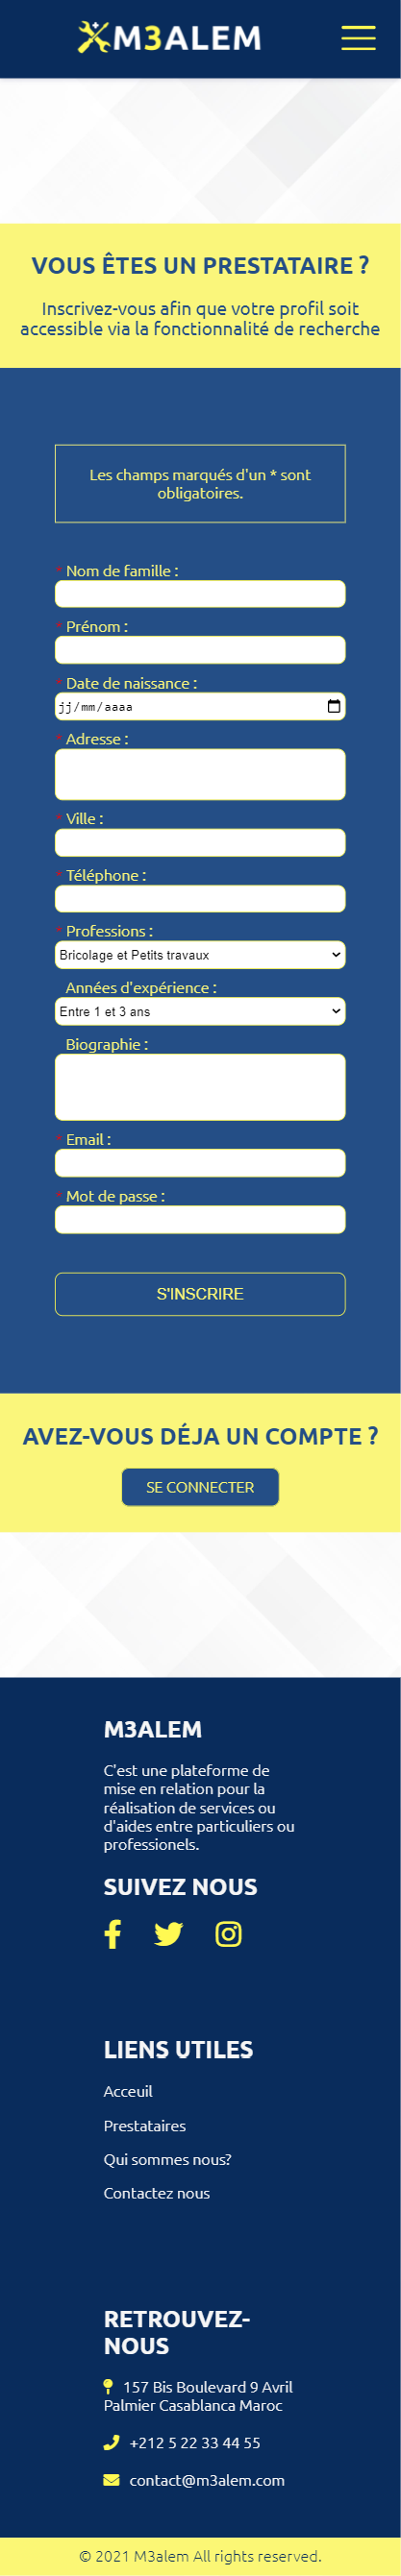 M3ALEM
VOUS ÊTES UN PRESTATAIRE ?
Inscrivez-vous afin que votre profil soit
accessible via la fonctionnalité de recherche
Les champs marqués d'un * sont
obligatoires.
* Nom de famille :
* Prénom :
* Date de naissance :
jj/mm/aaaa
* Adresse :
* Ville :
* Téléphone :
* Professions :
Bricolage et Petits travaux
Années d'expérience :
Entre 1 et 3 ans
Biographie :
* Email :
* Mot de passe :
S'INSCRIRE
AVEZ-VOUS DÉJA UN COMPTE ?
SE CONNECTER
M3ALEM
C'est une plateforme de
mise en relation pour la
réalisation de services ou
d'aides entre particuliers ou
professionels.
SUIVEZ NOUS
LIENS UTILES
Acceuil
Prestataires
Qui sommes nous?
Contactez nous
RETROUVEZ-
NOUS
157 Bis Boulevard 9 Avril
Palmier Casablanca Maroc
+212 5 22 33 44 55
contact@m3alem.com
© 2021 M3alem All rights reserved.